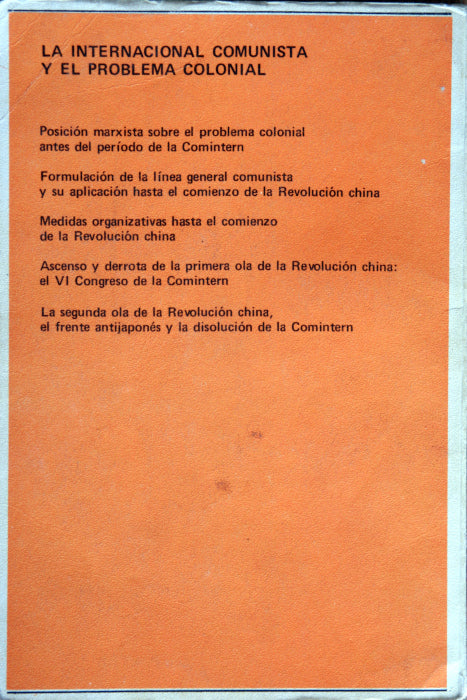 LA INTERNACIONAL COMUNISTA
Y EL PROBLEMA COLONIAL
Posición marxista sobre el problema colonial
antes del período de la Comintern
Formulación de la línea general comunista
y su aplicación hasta el comienzo de la Revolución china
Medidas organizativas hasta el comienzo
de la Revolución china
Ascenso y derrota de la primera ola de la Revolución china:
el VI Congreso de la Comintern
La segunda ola de la Revolución china,
el frente antijaponés y la disolución de la Comintern